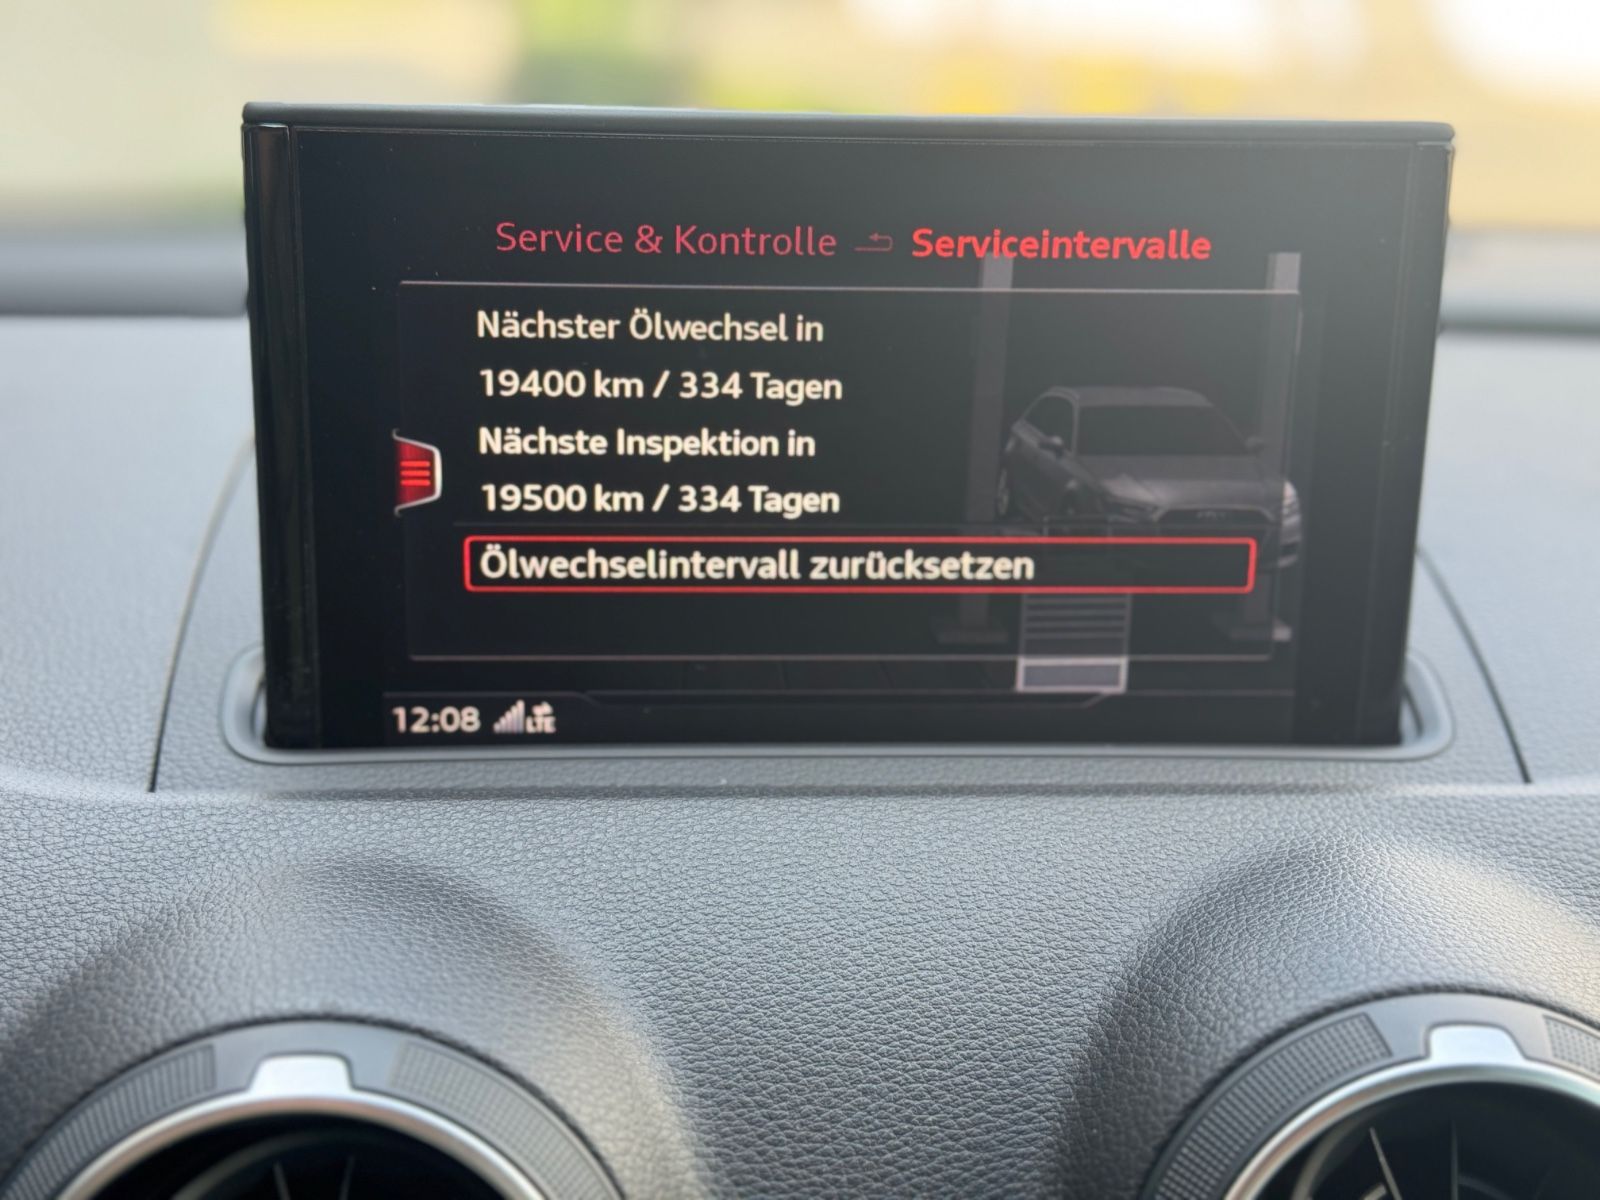 Service & Kontrolle Serviceintervalle
Nächster Ölwechsel in
19400 km / 334 Tagen
Nächste Inspektion in
19500 km / 334 Tagen
Ölwechselintervall zurücksetzen
12:08 LTE